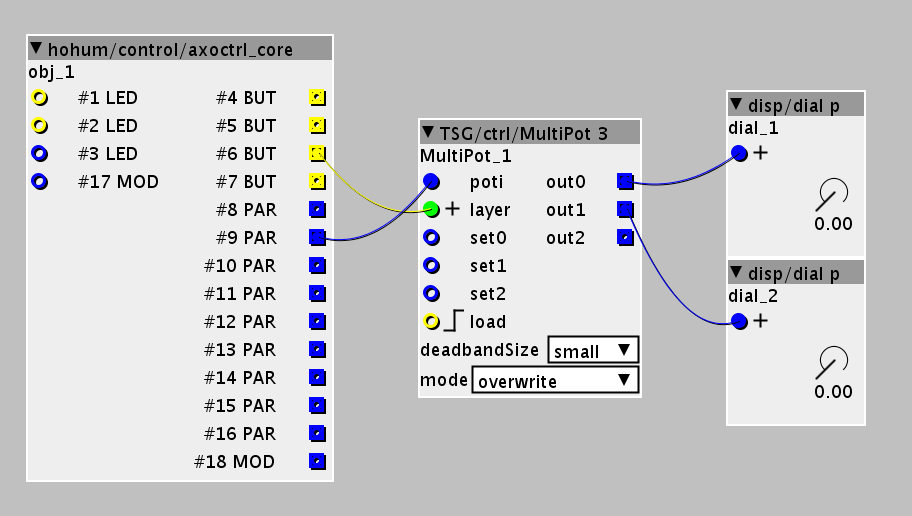 hohum/control/axoctrl_core
obj_1
#1 LED #4 BUT
#2 LED #5 BUT
#3 LED #6 BUT
#17 MOD #7 BUT
#8 PAR
#9 PAR
#10 PAR
#11 PAR
#12 PAR
#13 PAR
#14 PAR
#15 PAR
#16 PAR
#18 MOD
TSG/ctrl/MultiPot 3
MultiPot_1
poti out0
+ layer out1
set0 out2
set1
set2
load
deadbandSize small
mode overwrite
disp/dial p
dial_1
+
0.00
disp/dial p
dial_2
+
0.00